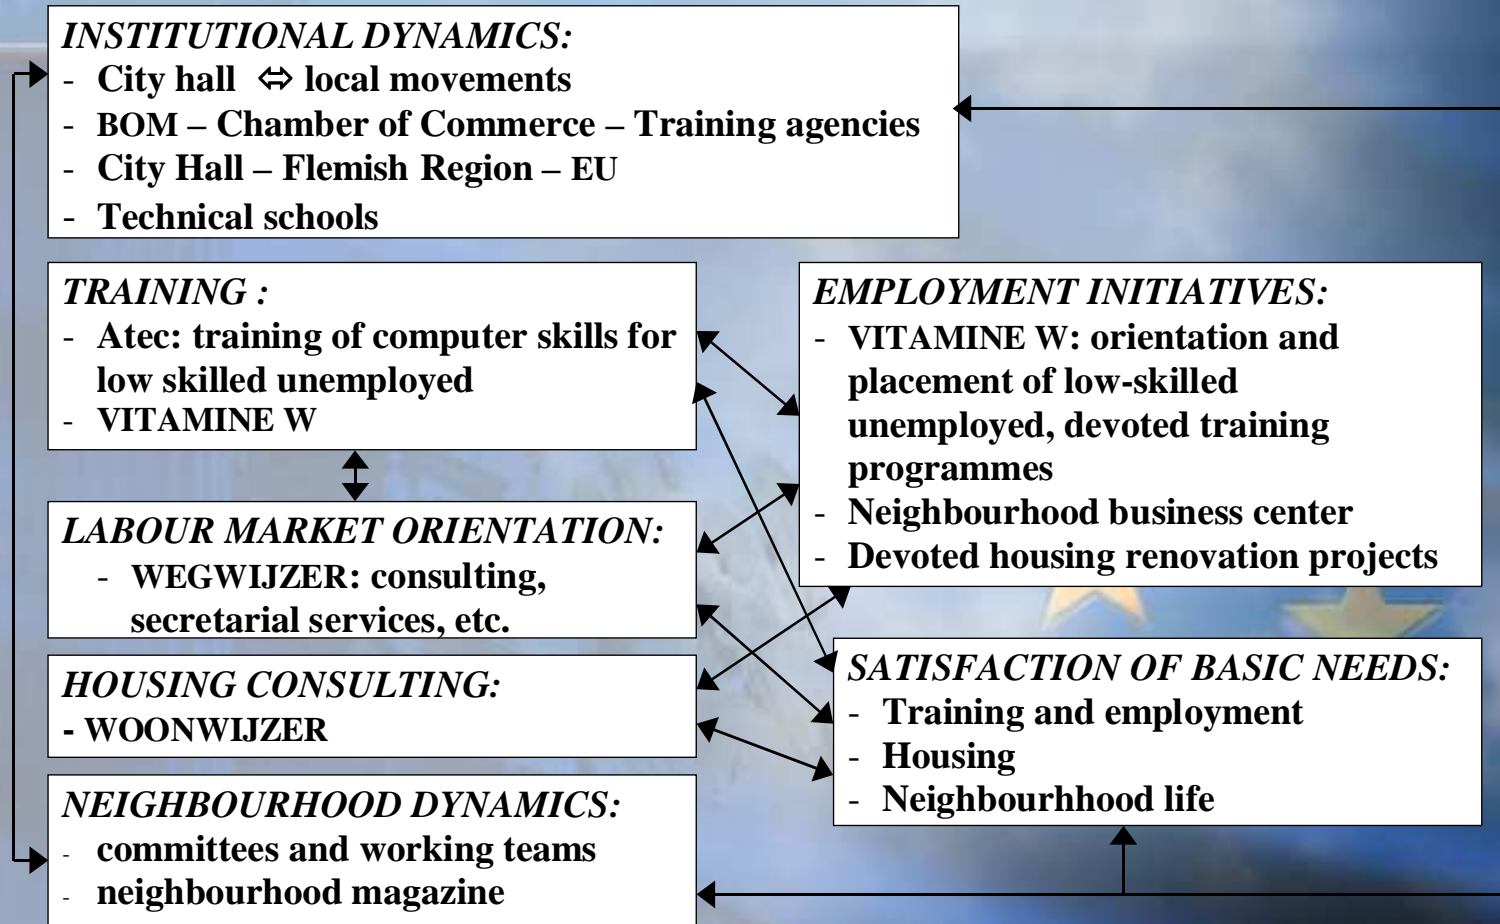 INSTITUTIONAL DYNAMICS:
- City hall ⇔ local movements
- BOM – Chamber of Commerce – Training agencies
- City Hall – Flemish Region – EU
- Technical schools
TRAINING :
- Atec: training of computer skills for
low skilled unemployed
- VITAMINE W
LABOUR MARKET ORIENTATION:
- WEGWIJZER: consulting,
secretarial services, etc.
HOUSING CONSULTING:
- WOONWIJZER
NEIGHBOURHOOD DYNAMICS:
- committees and working teams
- neighbourhood magazine
EMPLOYMENT INITIATIVES:
- VITAMINE W: orientation and
placement of low-skilled
unemployed, devoted training
programmes
- Neighbourhood business center
- Devoted housing renovation projects
SATISFACTION OF BASIC NEEDS:
- Training and employment
- Housing
- Neighbourhhood life